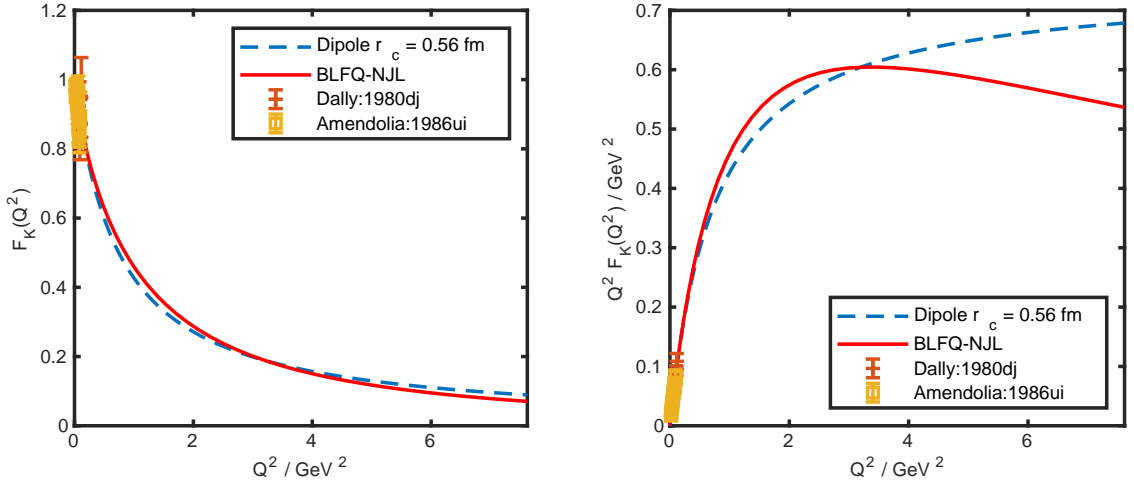 1.2
1
0.8
0.6
0.4
0.2
0
0 2 4 6
F_K(Q^2)
Q^2 / GeV^2
Dipole r_c = 0.56 fm
BLFQ-NJL
Dally:1980dj
Amendolia:1986ui
0.7
0.6
0.5
0.4
0.3
0.2
0.1
0
0 2 4 6
Q^2 F_K(Q^2) / GeV^2
Q^2 / GeV^2
Dipole r_c = 0.56 fm
BLFQ-NJL
Dally:1980dj
Amendolia:1986ui